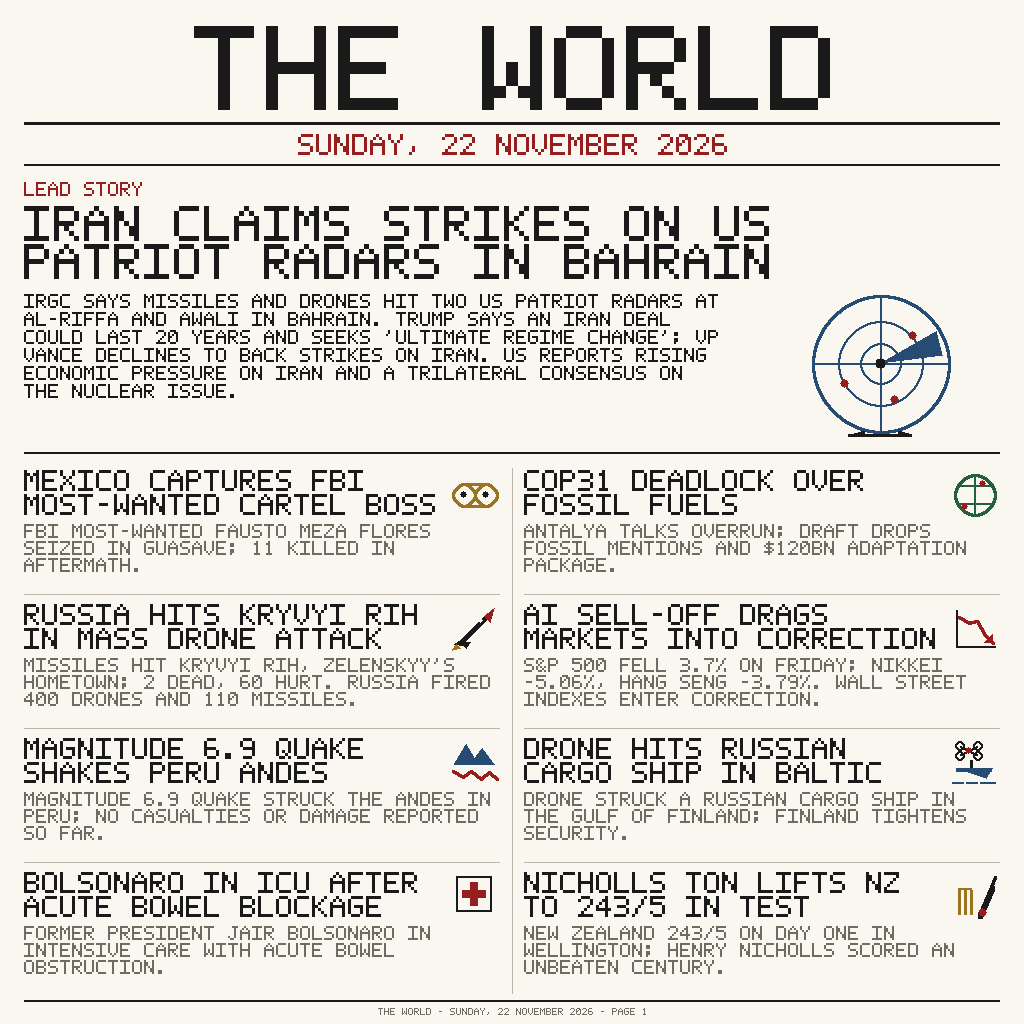 THE WORLD
SUNDAY, 22 NOVEMBER 2026
LEAD STORY
IRAN CLAIMS STRIKES ON US
PATRIOT RADARS IN BAHRAIN
IRGC SAYS MISSILES AND DRONES HIT TWO US PATRIOT RADARS AT
AL-RIFFA AND AWALI IN BAHRAIN. TRUMP SAYS AN IRAN DEAL
COULD LAST 20 YEARS AND SEEKS 'ULTIMATE REGIME CHANGE'; VP
VANCE DECLINES TO BACK STRIKES ON IRAN. US REPORTS RISING
ECONOMIC PRESSURE ON IRAN AND A TRILATERAL CONSENSUS ON
THE NUCLEAR ISSUE.
MEXICO CAPTURES FBI
MOST-WANTED CARTEL BOSS
FBI MOST-WANTED FAUSTO MEZA FLORES
SEIZED IN GUASAVE; 11 KILLED IN
AFTERMATH.
RUSSIA HITS KRYVYI RIH
IN MASS DRONE ATTACK
MISSILES HIT KRYVYI RIH, ZELENSKYY'S
HOMETOWN; 2 DEAD, 60 HURT. RUSSIA FIRED
400 DRONES AND 110 MISSILES.
MAGNITUDE 6.9 QUAKE
SHAKES PERU ANDES
MAGNITUDE 6.9 QUAKE STRUCK THE ANDES IN
PERU; NO CASUALTIES OR DAMAGE REPORTED
SO FAR.
BOLSONARO IN ICU AFTER
ACUTE BOWEL BLOCKAGE
FORMER PRESIDENT JAIR BOLSONARO IN
INTENSIVE CARE WITH ACUTE BOWEL
OBSTRUCTION.
COP31 DEADLOCK OVER
FOSSIL FUELS
ANTALYA TALKS OVERRUN; DRAFT DROPS
FOSSIL MENTIONS AND $120BN ADAPTATION
PACKAGE.
AI SELL-OFF DRAGS
MARKETS INTO CORRECTION
S&P 500 FELL 3.7% ON FRIDAY; NIKKEI
-5.06%, HANG SENG -3.79%. WALL STREET
INDEXES ENTER CORRECTION.
DRONE HITS RUSSIAN
CARGO SHIP IN BALTIC
DRONE STRUCK A RUSSIAN CARGO SHIP IN
THE GULF OF FINLAND; FINLAND TIGHTENS
SECURITY.
NICHOLLS TON LIFTS NZ
TO 243/5 IN TEST
NEW ZEALAND 243/5 ON DAY ONE IN
WELLINGTON; HENRY NICHOLLS SCORED AN
UNBEATEN CENTURY.
THE WORLD - SUNDAY, 22 NOVEMBER 2026 - PAGE 1